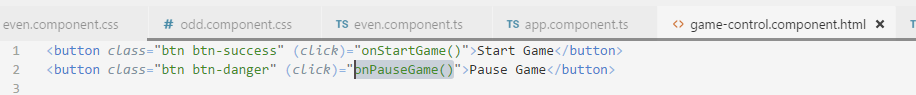 even.component.css # odd.component.css TS even.component.ts TS app.component.ts <> game-control.component.html ×
1 <button class="btn btn-success" (click)="onStartGame()">Start Game</button>
2 <button class="btn btn-danger" (click)="onPauseGame()">Pause Game</button>
3